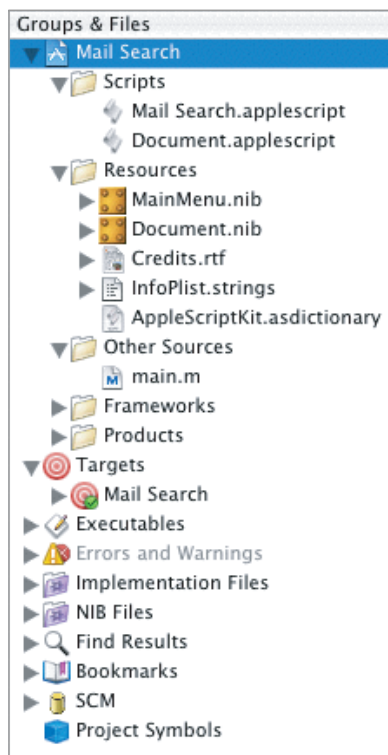 Groups & Files
Mail Search
Scripts
Mail Search.applescript
Document.applescript
Resources
MainMenu.nib
Document.nib
Credits.rtf
InfoPlist.strings
AppleScriptKit.asdictionary
Other Sources
main.m
Frameworks
Products
Targets
Mail Search
Executables
Errors and Warnings
Implementation Files
NIB Files
Find Results
Bookmarks
SCM
Project Symbols